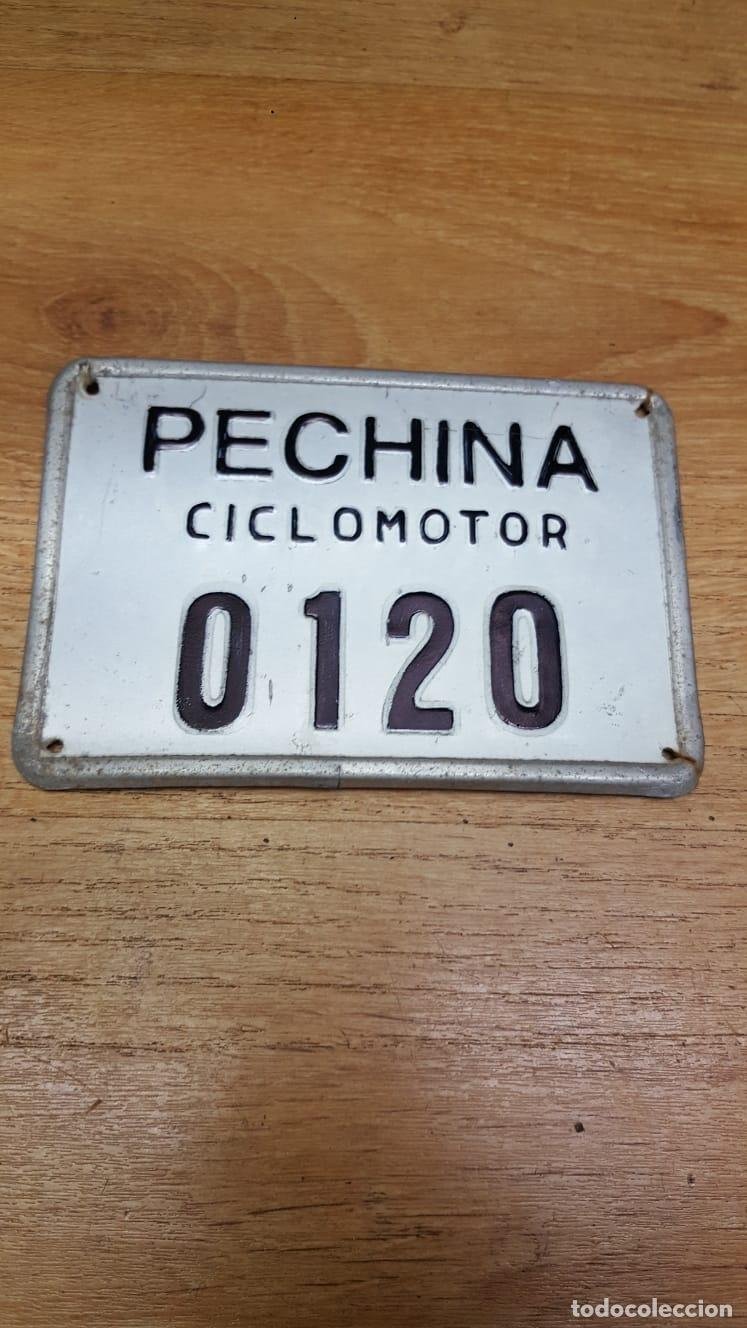 PECHINA
CICLOMOTOR
0120
todocoleccion